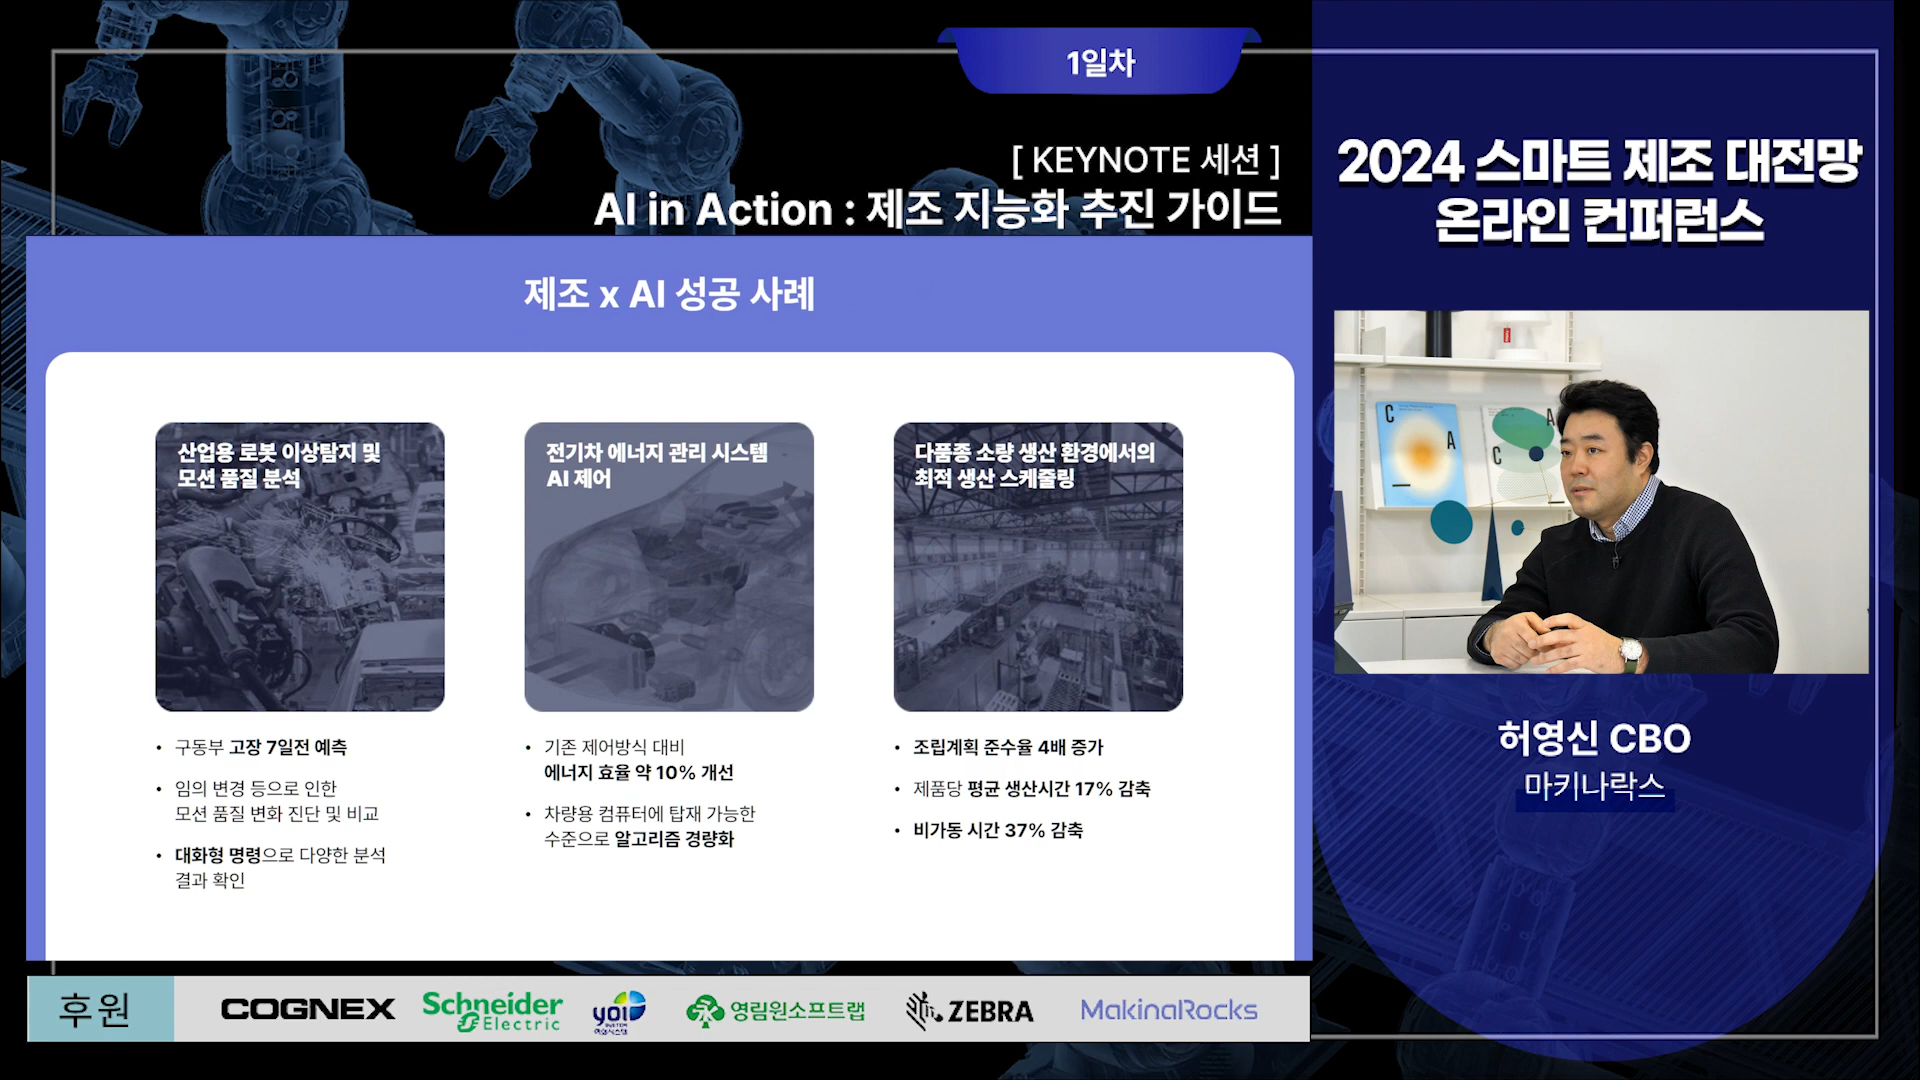 1일차
[ KEYNOTE 세션 ]
AI in Action : 제조 지능화 추진 가이드
2024 스마트 제조 대전망
온라인 컨퍼런스
제조 x AI 성공 사례
산업용 로봇 이상탐지 및
모션 품질 분석
• 구동부 고장 7일전 예측
• 임의 변경 등으로 인한
모션 품질 변화 진단 및 비교
• 대화형 명령으로 다양한 분석
결과 확인
전기차 에너지 관리 시스템
AI 제어
• 기존 제어방식 대비
에너지 효율 약 10% 개선
• 차량용 컴퓨터에 탑재 가능한
수준으로 알고리즘 경량화
다품종 소량 생산 환경에서의
최적 생산 스케줄링
• 조립계획 준수율 4배 증가
• 제품당 평균 생산시간 17% 감축
• 비가동 시간 37% 감축
C
A
A
C
허영신 CBO
마키나락스
후원
COGNEX
Schneider
Electric
yoi
SYSTEM
여의시스템
영림원소프트랩
ZEBRA
MakinaRocks